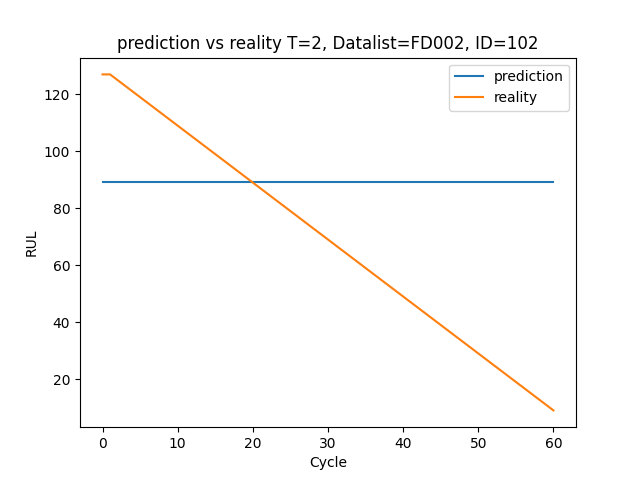 prediction vs reality T=2, Datalist=FD002, ID=102
prediction
reality
120
100
80
60
40
20
RUL
0 10 20 30 40 50 60
Cycle